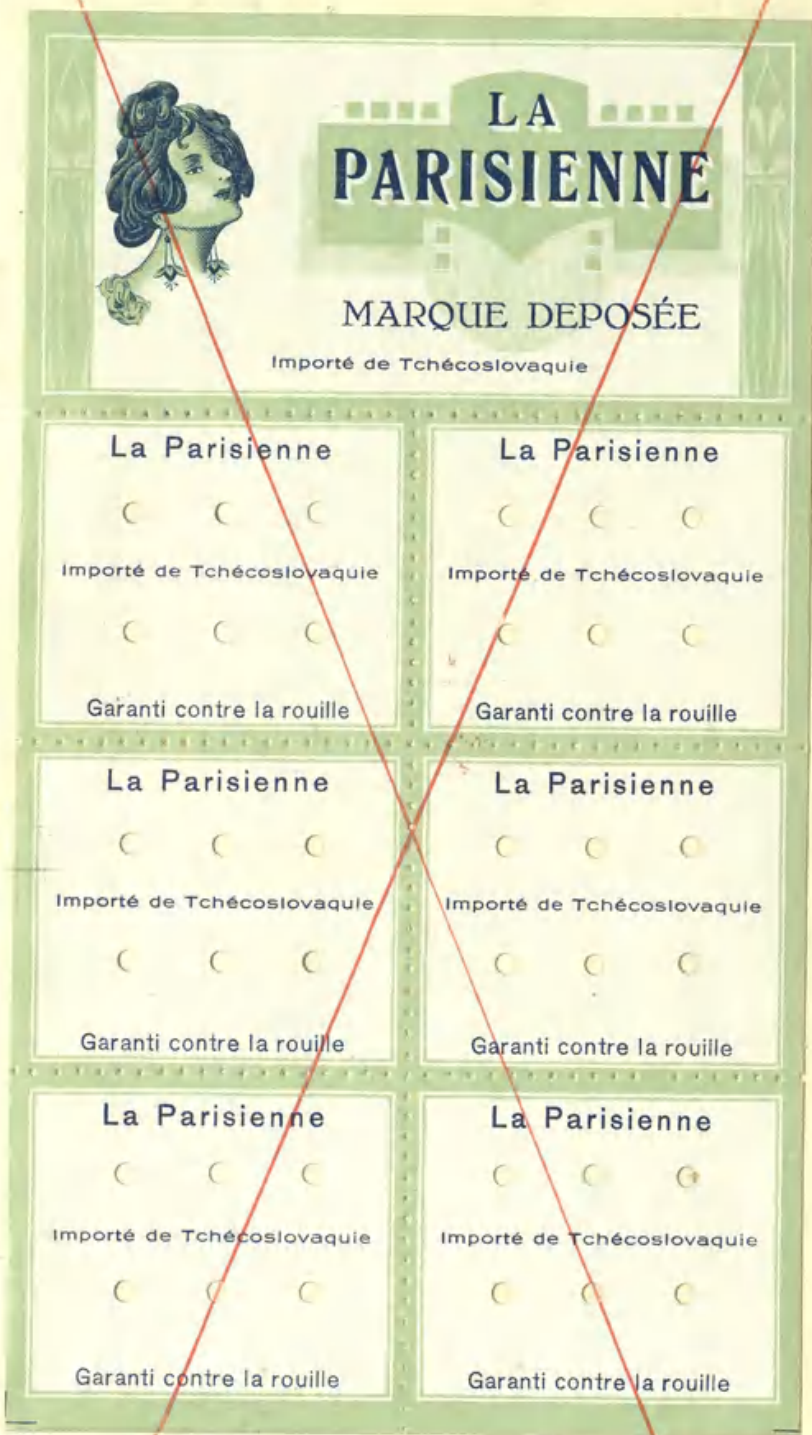 LA
PARISIENNE
MARQUE DEPOSÉE
Importé de Tchécoslovaquie
La Parisienne
Importé de Tchécoslovaquie
Garanti contre la rouille
La Parisienne
Importé de Tchécoslovaquie
Garanti contre la rouille
La Parisienne
Importé de Tchécoslovaquie
Garanti contre la rouille
La Parisienne
Importé de Tchécoslovaquie
Garanti contre la rouille
La Parisienne
Importé de Tchécoslovaquie
Garanti contre la rouille
La Parisienne
Importé de Tchécoslovaquie
Garanti contre la rouille